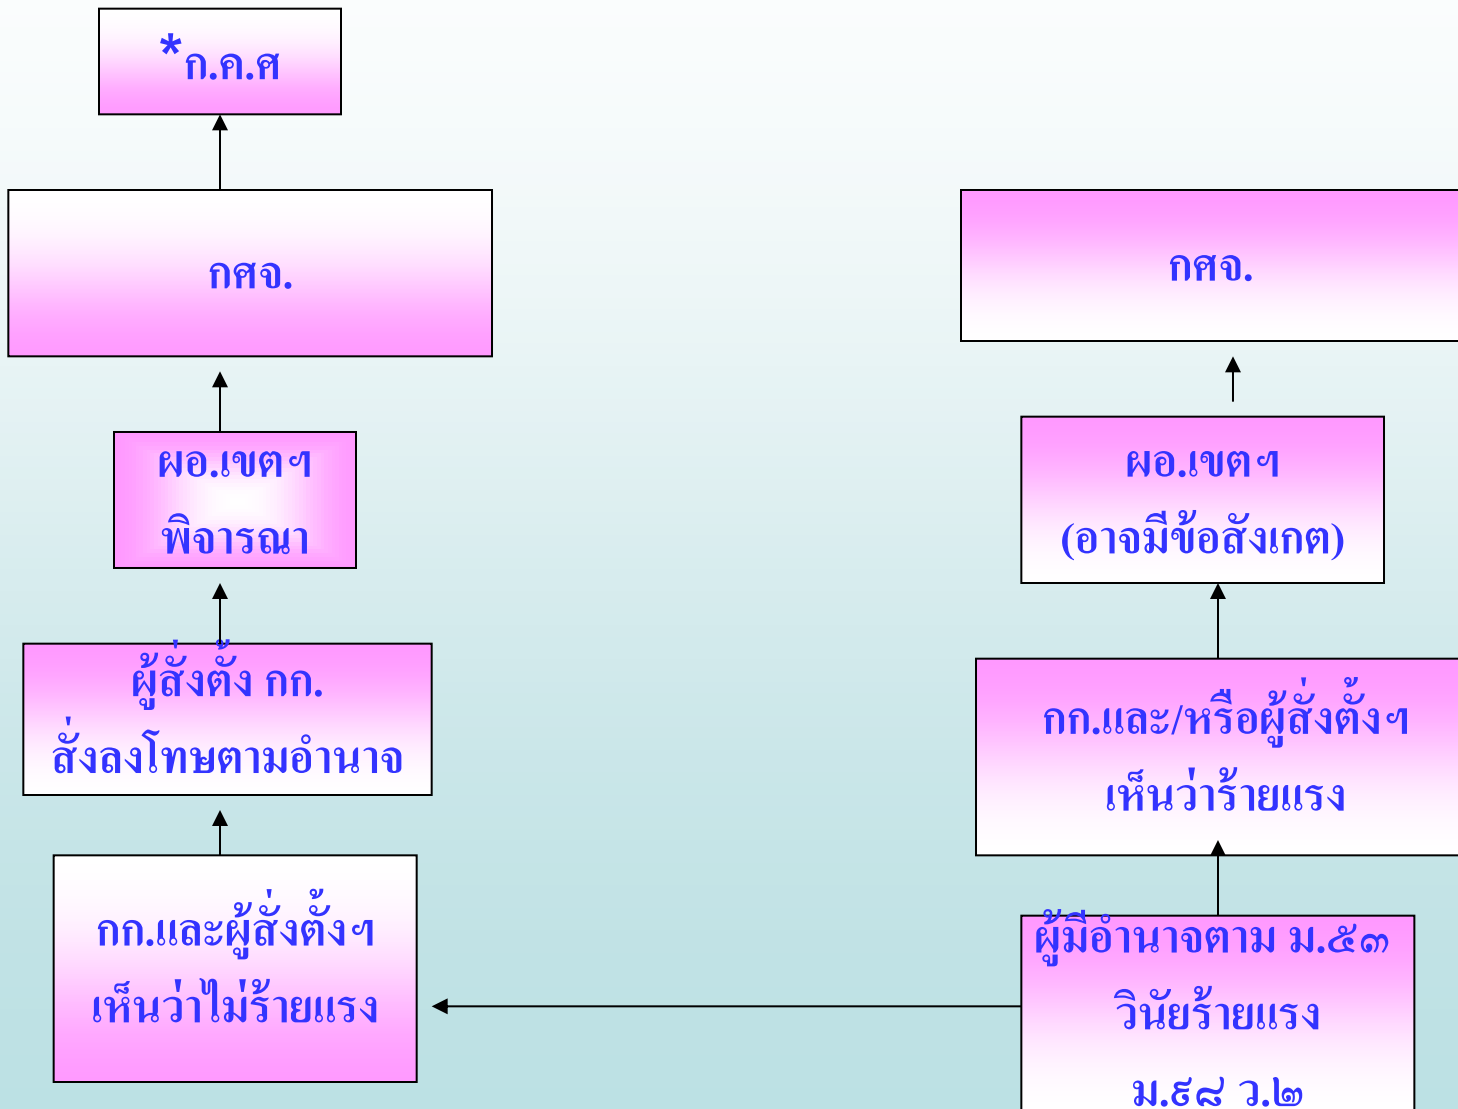 *ก.ค.ศ
กศจ.
กศจ.
ผอ.เขตฯ
พิจารณา
ผอ.เขตฯ
(อาจมีข้อสังเกต)
ผู้สั่งตั้ง กก.
สั่งลงโทษตามอำนาจ
กก.และ/หรือผู้สั่งตั้งฯ
เห็นว่าร้ายแรง
กก.และผู้สั่งตั้งฯ
เห็นว่าไม่ร้ายแรง
ผู้มีอำนาจตาม ม.๕๓
วินัยร้ายแรง
ม.๙๘ ว.๒